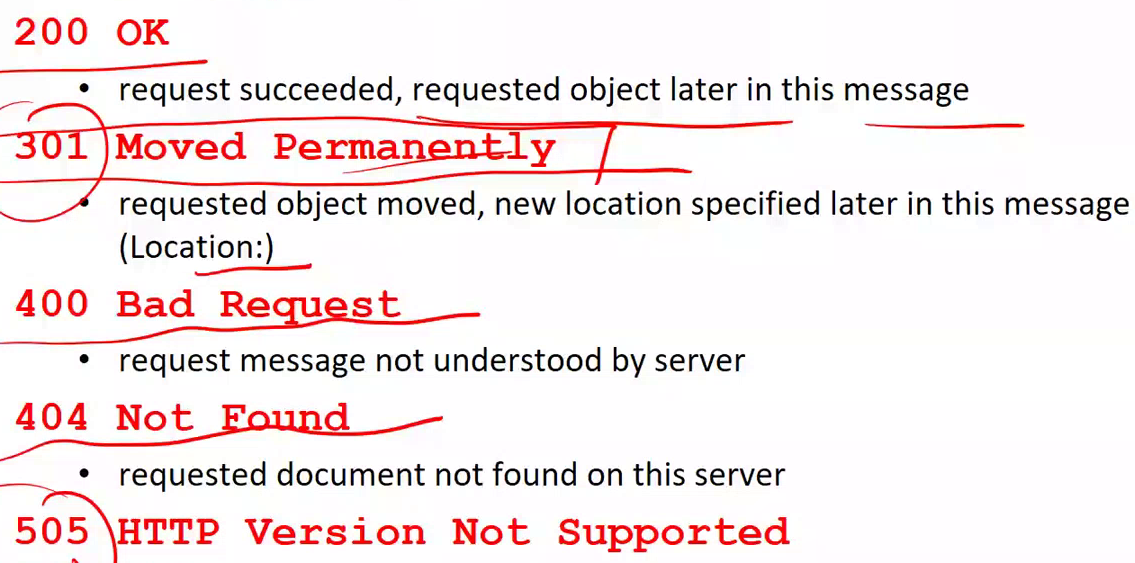 200 OK
• request succeeded, requested object later in this message
301 Moved Permanently
• requested object moved, new location specified later in this message
(Location:)
400 Bad Request
• request message not understood by server
404 Not Found
• requested document not found on this server
505 HTTP Version Not Supported